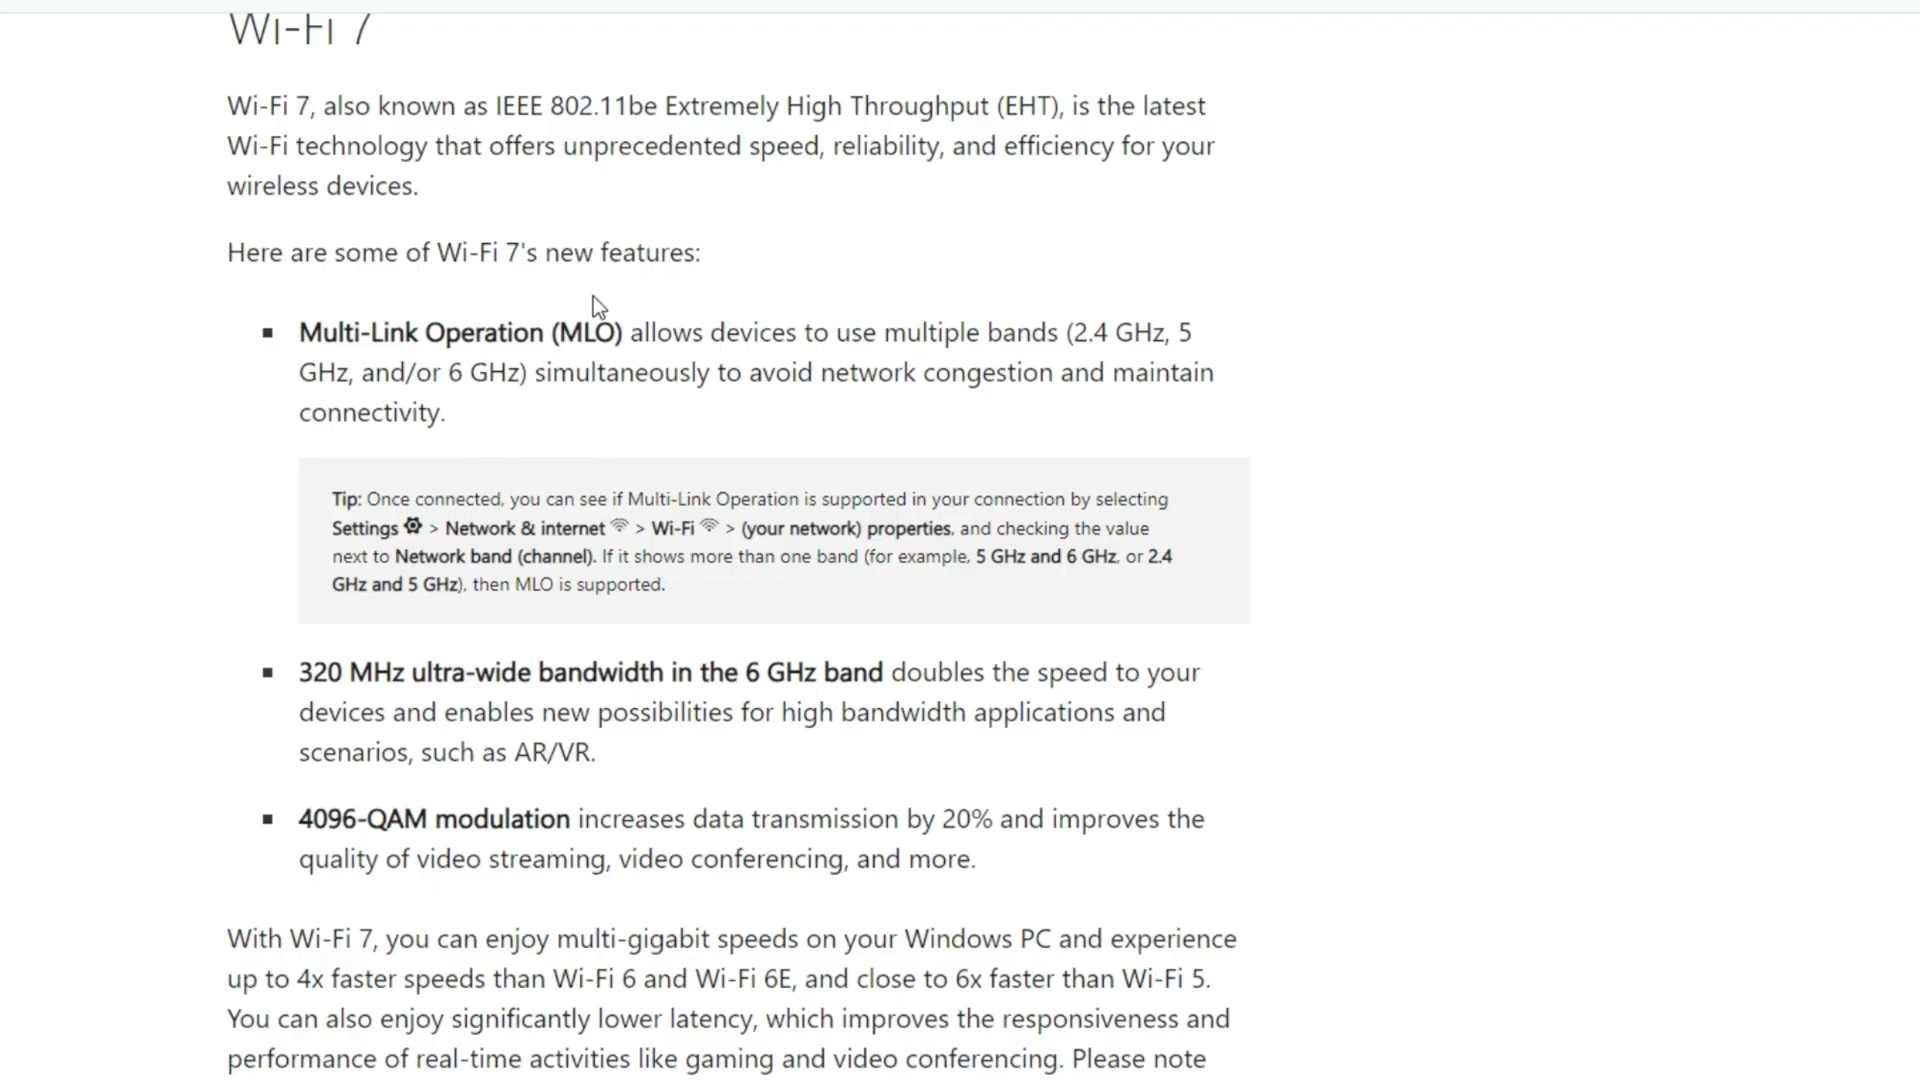 Wi-Fi 7
Wi-Fi 7, also known as IEEE 802.11be Extremely High Throughput (EHT), is the latest
Wi-Fi technology that offers unprecedented speed, reliability, and efficiency for your
wireless devices.
Here are some of Wi-Fi 7's new features:
▪ Multi-Link Operation (MLO) allows devices to use multiple bands (2.4 GHz, 5
GHz, and/or 6 GHz) simultaneously to avoid network congestion and maintain
connectivity.
Tip: Once connected, you can see if Multi-Link Operation is supported in your connection by selecting
Settings > Network & internet > Wi-Fi > (your network) properties, and checking the value
next to Network band (channel). If it shows more than one band (for example, 5 GHz and 6 GHz, or 2.4
GHz and 5 GHz), then MLO is supported.
▪ 320 MHz ultra-wide bandwidth in the 6 GHz band doubles the speed to your
devices and enables new possibilities for high bandwidth applications and
scenarios, such as AR/VR.
▪ 4096-QAM modulation increases data transmission by 20% and improves the
quality of video streaming, video conferencing, and more.
With Wi-Fi 7, you can enjoy multi-gigabit speeds on your Windows PC and experience
up to 4x faster speeds than Wi-Fi 6 and Wi-Fi 6E, and close to 6x faster than Wi-Fi 5.
You can also enjoy significantly lower latency, which improves the responsiveness and
performance of real-time activities like gaming and video conferencing. Please note